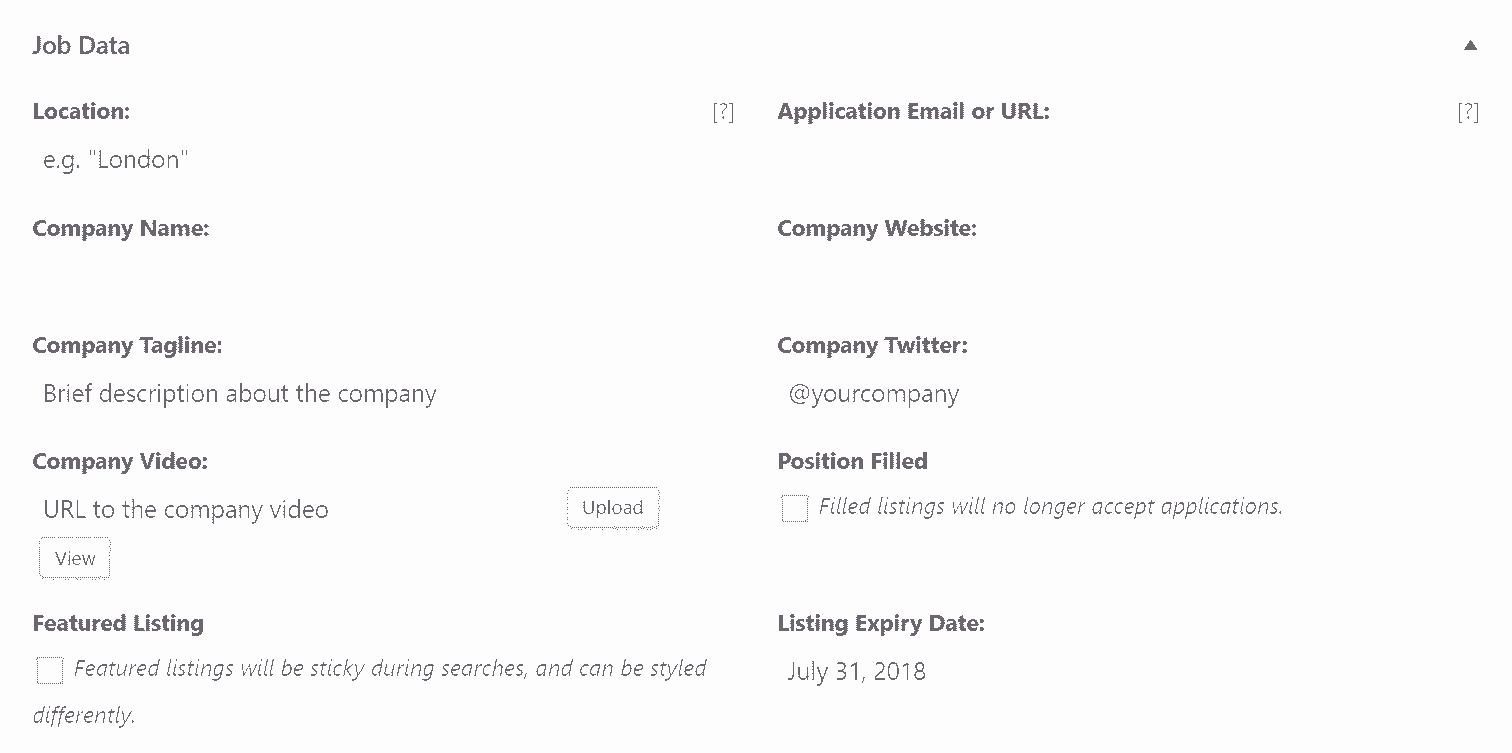 Job Data ▲
Location: [?]
e.g. "London"
Application Email or URL: [?]
Company Name:
Company Website:
Company Tagline:
Brief description about the company
Company Twitter:
@yourcompany
Company Video:
URL to the company video Upload
View
Position Filled
Filled listings will no longer accept applications.
Featured Listing
Featured listings will be sticky during searches, and can be styled
differently.
Listing Expiry Date:
July 31, 2018